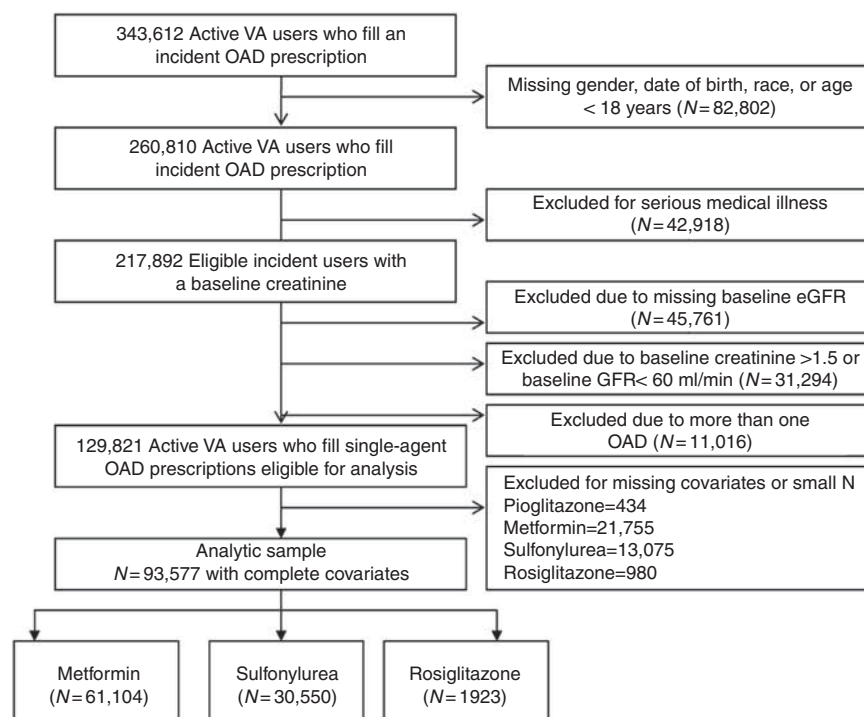 343,612 Active VA users who fill an
incident OAD prescription
Missing gender, date of birth, race, or age
< 18 years (N=82,802)
260,810 Active VA users who fill
incident OAD prescription
Excluded for serious medical illness
(N=42,918)
217,892 Eligible incident users with
a baseline creatinine
Excluded due to missing baseline eGFR
(N=45,761)
Excluded due to baseline creatinine >1.5 or
baseline GFR< 60 ml/min (N=31,294)
Excluded due to more than one
OAD (N=11,016)
129,821 Active VA users who fill single-agent
OAD prescriptions eligible for analysis
Excluded for missing covariates or small N
Pioglitazone=434
Metformin=21,755
Sulfonylurea=13,075
Rosiglitazone=980
Analytic sample
N=93,577 with complete covariates
Metformin
(N=61,104)
Sulfonylurea
(N=30,550)
Rosiglitazone
(N=1923)